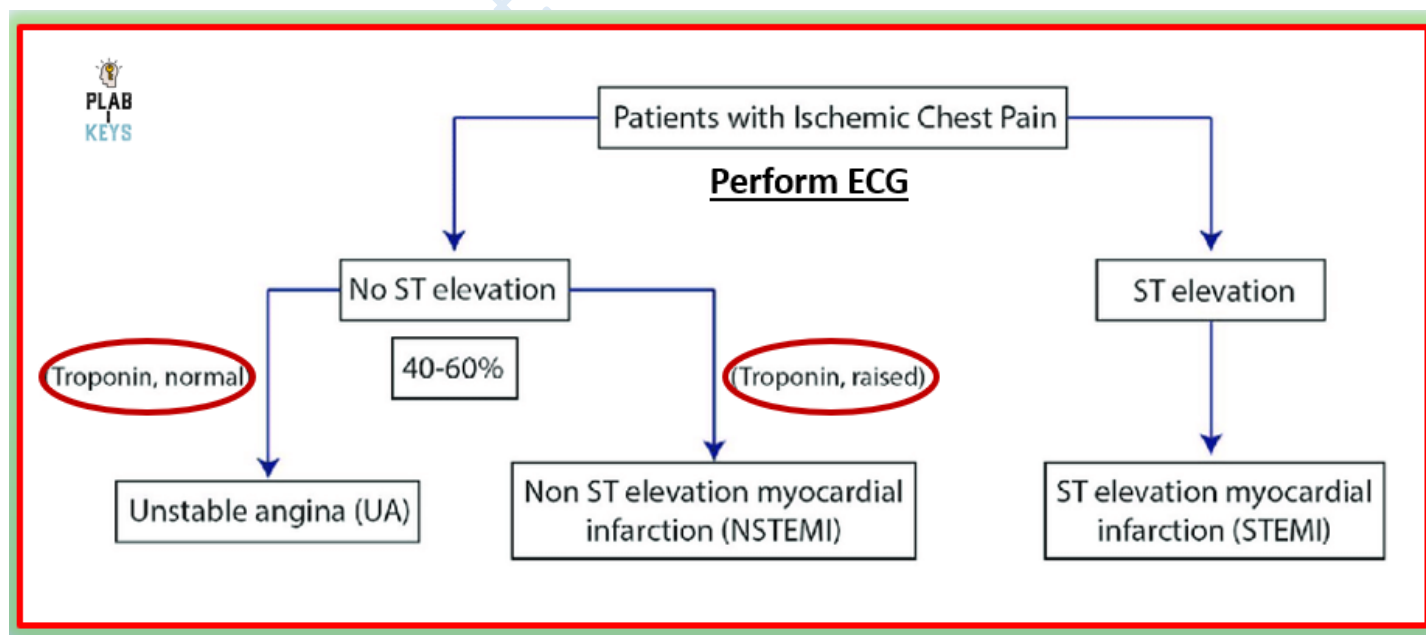 PLAB
1
KEYS
Patients with Ischemic Chest Pain
Perform ECG
No ST elevation
ST elevation
40-60%
(Troponin, normal)
(Troponin, raised)
Unstable angina (UA)
Non ST elevation myocardial
infarction (NSTEMI)
ST elevation myocardial
infarction (STEMI)